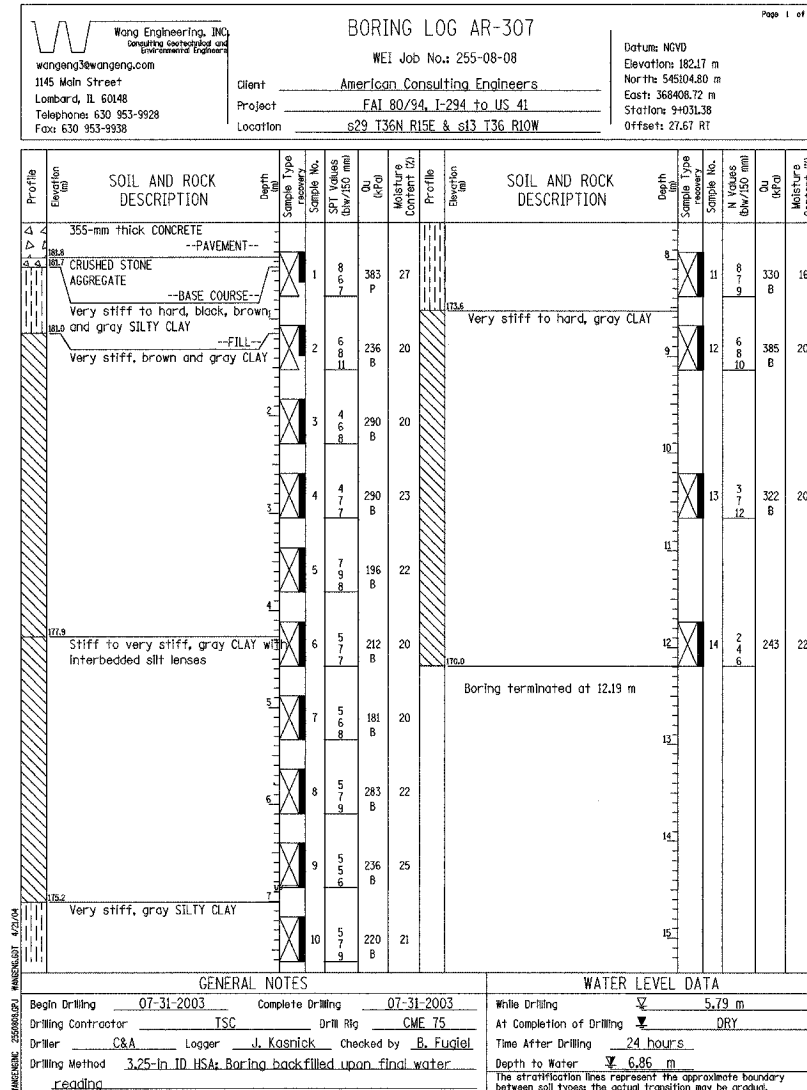 Page 1 of
Wang Engineering, INC
Consulting Geotechnical and
Environmental Engineers
wangeng3@wangeng.com
1145 Main Street
Lombard, IL 60148
Telephone: 630 953-9928
Fax: 630 953-9938
BORING LOG AR-307
WEI Job No.: 255-08-08
Client American Consulting Engineers
Project FAI 80/94, I-294 to US 41
Location s29 T36N R15E & s13 T36 R10W
Datum: NGVD
Elevation: 182.17 m
North: 545104.80 m
East: 368408.72 m
Station: 9+031.38
Offset: 27.67 RT
Profile Elevation (m) SOIL AND ROCK DESCRIPTION Depth (m) Sample Type recovery Sample No. SPT Values (blw/150 mm) Qu (kPa) Moisture Content (%)
355-mm thick CONCRETE
--PAVEMENT--
181.8
181.7 CRUSHED STONE
AGGREGATE
--BASE COURSE--
1 8 6 7 383 P 27
Very stiff to hard, black, brown,
and gray SILTY CLAY
181.0 --FILL--
Very stiff, brown and gray CLAY
2 6 8 11 236 B 20
2
3 4 6 8 290 B 20
4 4 7 7 290 B 23
3
5 7 9 8 196 B 22
4
177.9
Stiff to very stiff, gray CLAY with
interbedded silt lenses
6 5 7 7 212 B 20
5
7 5 6 8 181 B 20
8 5 7 9 283 B 22
6
9 5 5 6 236 B 25
175.2 7
Very stiff, gray SILTY CLAY
10 5 7 9 220 B 21
Profile Elevation (m) SOIL AND ROCK DESCRIPTION Depth (m) Sample Type recovery Sample No. N Values (blw/150 mm) Qu (kPa) Moisture Content (%)
8
11 8 7 9 330 B 16
173.6
Very stiff to hard, gray CLAY
9
12 6 8 10 385 B 20
10
13 3 7 12 322 B 20
11
12
14 2 4 6 243 22
170.0
Boring terminated at 12.19 m
13
14
15
WANGENGINC 2550808.GPJ WANGENG.GDT 4/21/04
GENERAL NOTES
Begin Drilling 07-31-2003 Complete Drilling 07-31-2003
Drilling Contractor TSC Drill Rig CME 75
Driller C&A Logger J. Kasnick Checked by B. Fugiel
Drilling Method 3.25-in ID HSA; Boring backfilled upon final water
reading
WATER LEVEL DATA
While Drilling 5.79 m
At Completion of Drilling DRY
Time After Drilling 24 hours
Depth to Water 6.86 m
The stratification lines represent the approximate boundary
between soil types; the actual transition may be gradual.